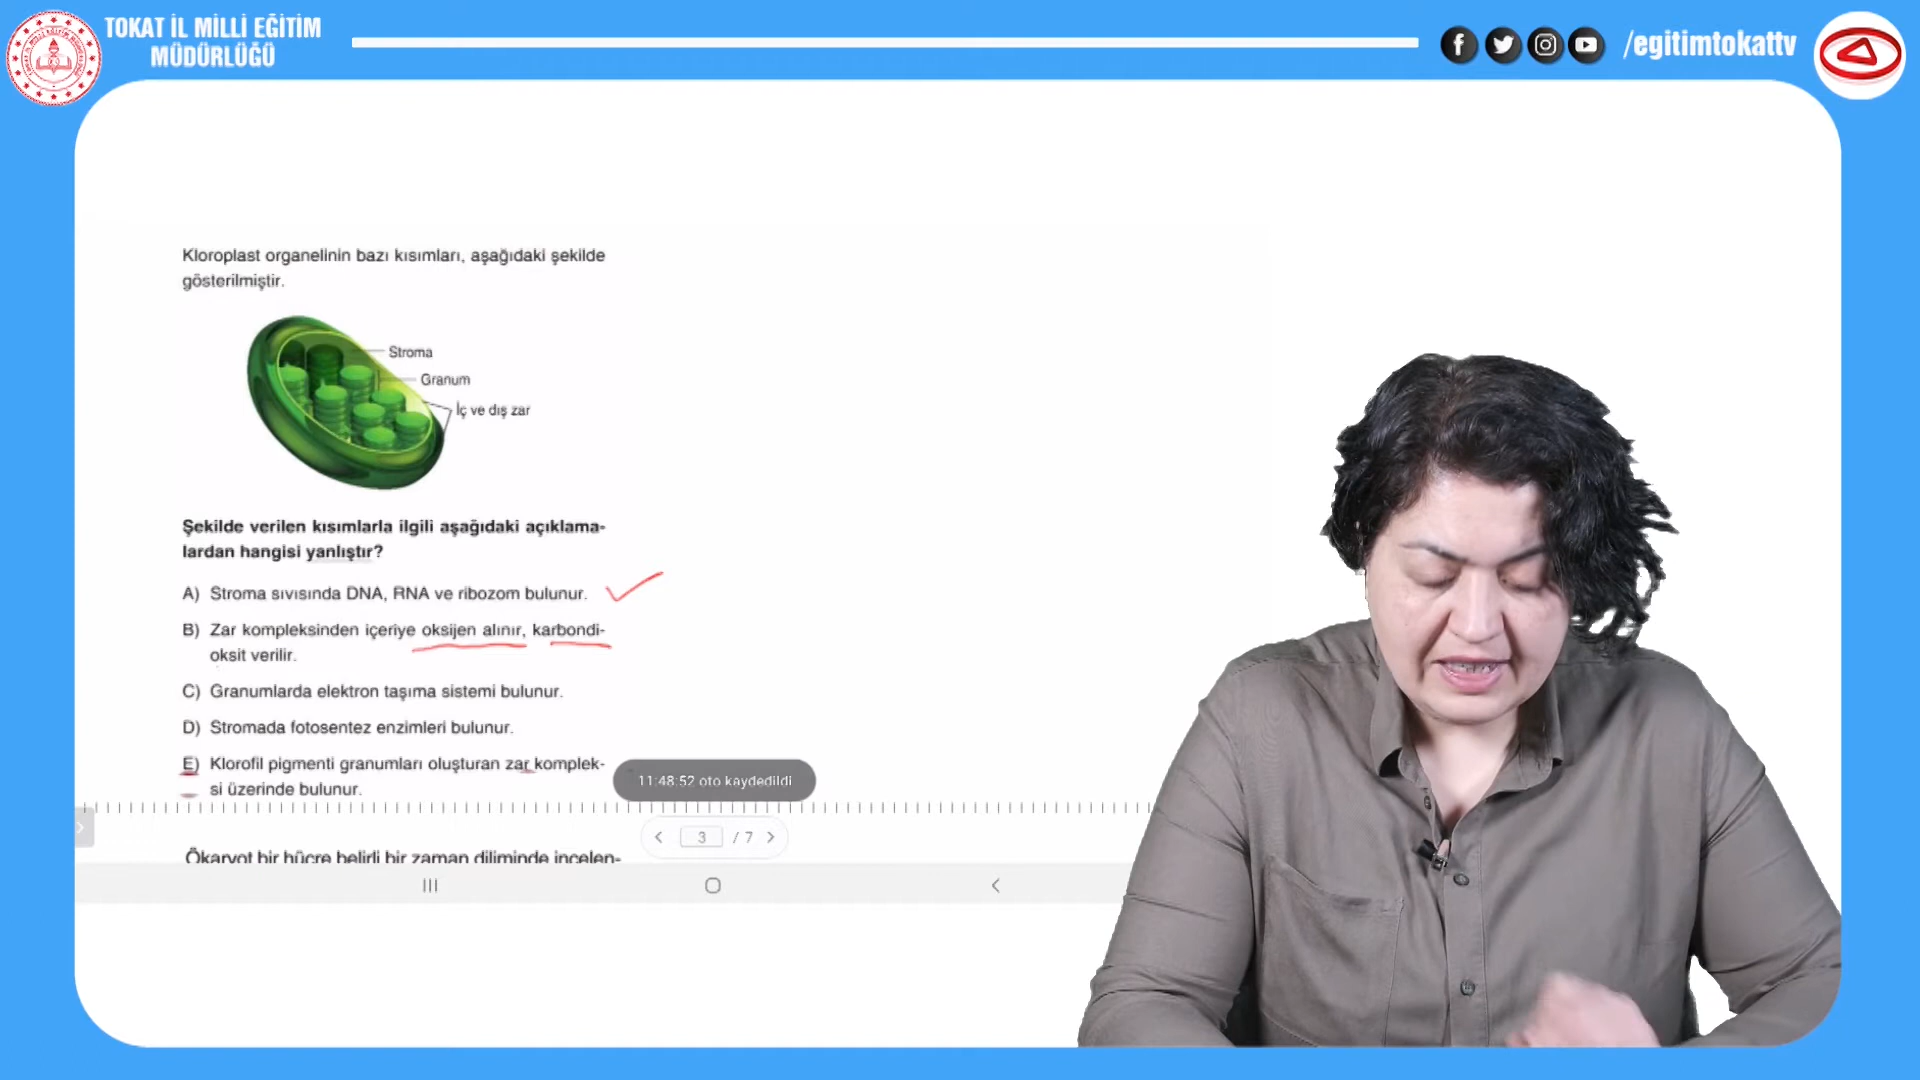 TOKAT İL MİLLİ EĞİTİM
MÜDÜRLÜĞÜ
/egitimtokattv
Kloroplast organelinin bazı kısımları, aşağıdaki şekilde
gösterilmiştir.
Stroma
Granum
İç ve dış zar
Şekilde verilen kısımlarla ilgili aşağıdaki açıklama-
lardan hangisi yanlıştır?
A) Stroma sıvısında DNA, RNA ve ribozom bulunur.
B) Zar kompleksinden içeriye oksijen alınır, karbondi-
oksit verilir.
C) Granumlarda elektron taşıma sistemi bulunur.
D) Stromada fotosentez enzimleri bulunur.
E) Klorofil pigmenti granumları oluşturan zar komplek-
si üzerinde bulunur.
11:48:52 oto kaydedildi
3 / 7
Ökaryot bir hücre belirli bir zaman diliminde incelen-